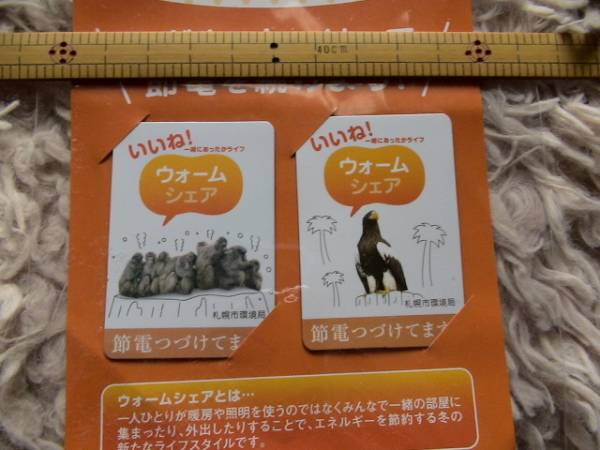 40cm
いいね!
一緒にあったかライフ
ウォーム
シェア
札幌市環境局
節電つづけてま
いいね!
一緒にあったかライフ
ウォーム
シェア
札幌市環境局
節電つづけてます
ウォームシェアとは…
一人ひとりが暖房や照明を使うのではなくみんなで一緒の部屋に
集まったり、外出したりすることで、エネルギーを節約する冬の
新たなライフスタイルです。